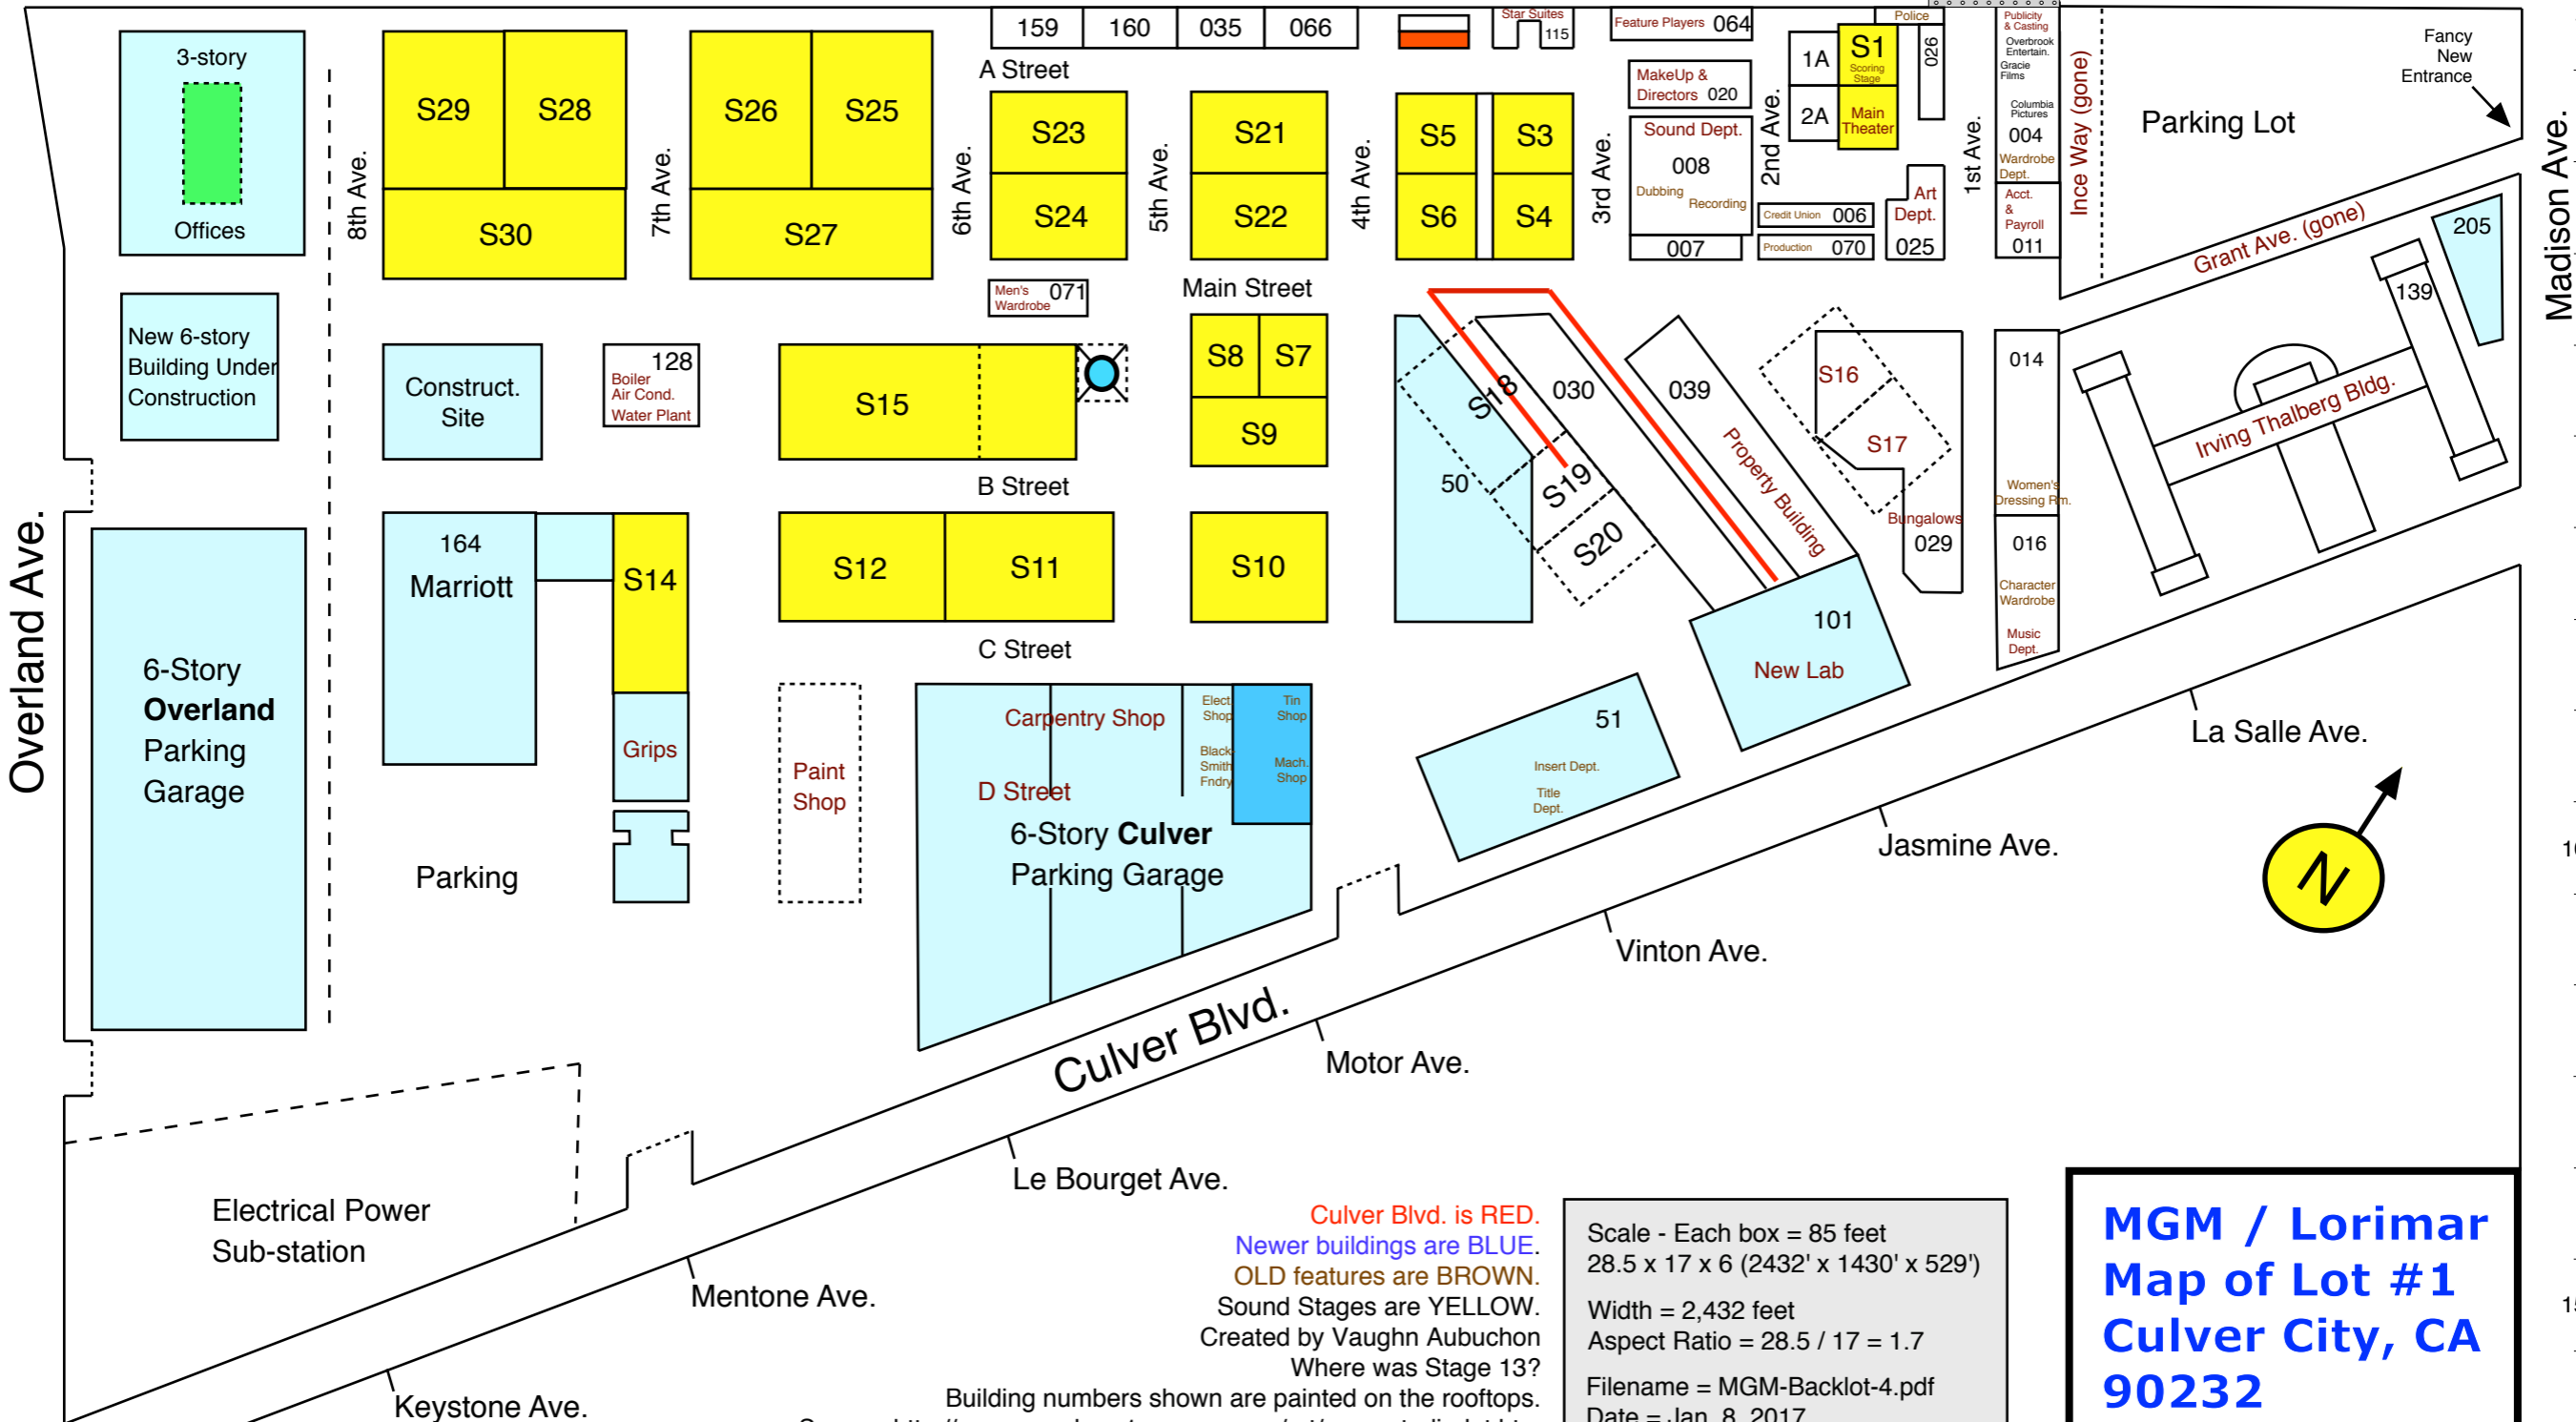 159
160
035
066
Star Suites
115
Feature Players 064
Police
Publicity
& Casting
Overbrook
Entertain.
Gracie
Films
Columbia
Pictures
004
Wardrobe
Dept.
Acct.
&
Payroll
011
Ince Way (gone)
Fancy
New
Entrance
Parking Lot
Madison Ave.
3-story
Offices
8th Ave.
S29
S28
S30
7th Ave.
S26
S25
S27
6th Ave.
A Street
S23
S24
5th Ave.
S21
S22
4th Ave.
S5
S3
S6
S4
3rd Ave.
MakeUp &
Directors 020
Sound Dept.
008
Dubbing
Recording
007
2nd Ave.
1A
2A
S1
Scoring
Stage
Main
Theater
026
Credit Union 006
Production 070
Art
Dept.
025
1st Ave.
Grant Ave. (gone)
205
139
Irving Thalberg Bldg.
New 6-story
Building Under
Construction
Construct.
Site
128
Boiler
Air Cond.
Water Plant
Men's
Wardrobe 071
Main Street
S15
S8
S7
S9
B Street
S18
030
039
Property Building
50
S19
S20
S16
S17
Bungalows
029
014
Women's
Dressing Rm.
016
Character
Wardrobe
Music
Dept.
Overland Ave.
6-Story
Overland
Parking
Garage
164
Marriott
S14
Grips
Parking
S12
S11
S10
C Street
Paint
Shop
Carpentry Shop
D Street
Elect.
Shop
Black
Smith
Fndry
Tin
Shop
Mach.
Shop
6-Story Culver
Parking Garage
51
Insert Dept.
Title
Dept.
101
New Lab
La Salle Ave.
Jasmine Ave.
Vinton Ave.
Motor Ave.
Le Bourget Ave.
Mentone Ave.
Keystone Ave.
Culver Blvd.
N
Electrical Power
Sub-station
Culver Blvd. is RED.
Newer buildings are BLUE.
OLD features are BROWN.
Sound Stages are YELLOW.
Created by Vaughn Aubuchon
Where was Stage 13?
Building numbers shown are painted on the rooftops.
Scale - Each box = 85 feet
28.5 x 17 x 6 (2432' x 1430' x 529')
Width = 2,432 feet
Aspect Ratio = 28.5 / 17 = 1.7
Filename = MGM-Backlot-4.pdf
Date = Jan. 8, 2017
MGM / Lorimar
Map of Lot #1
Culver City, CA
90232